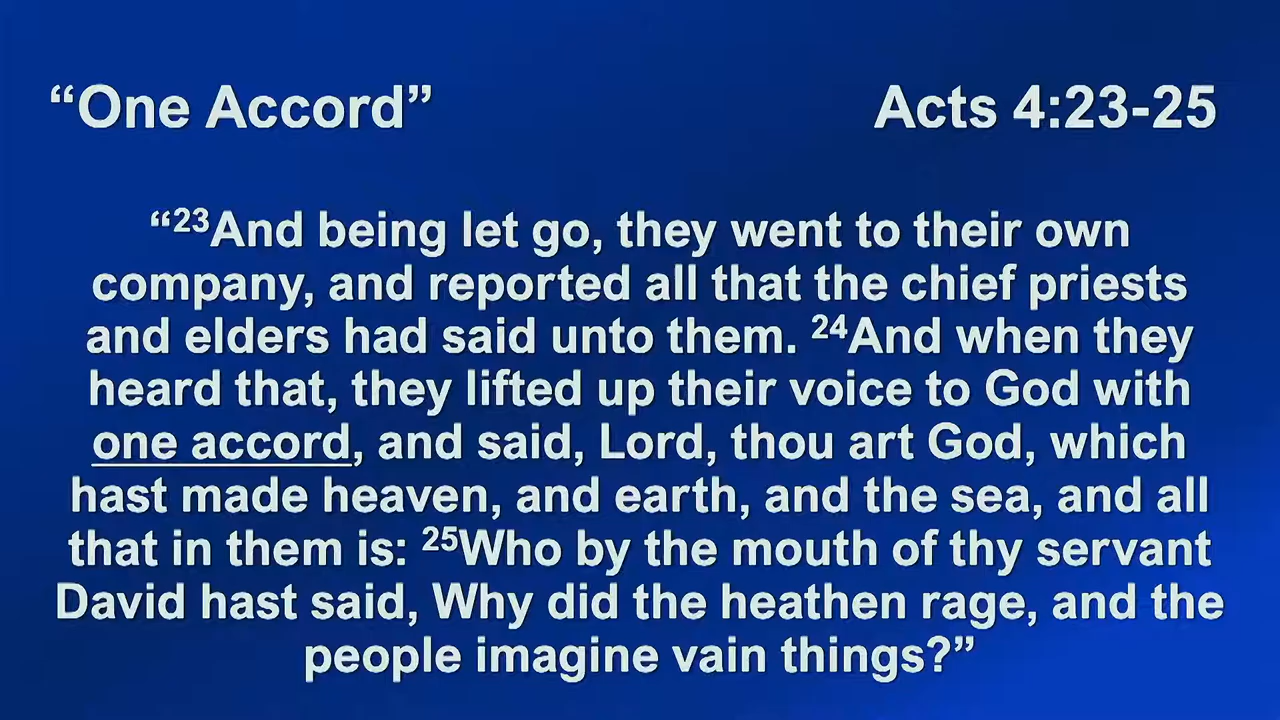 “One Accord” Acts 4:23-25
“23And being let go, they went to their own
company, and reported all that the chief priests
and elders had said unto them. 24And when they
heard that, they lifted up their voice to God with
one accord, and said, Lord, thou art God, which
hast made heaven, and earth, and the sea, and all
that in them is: 25Who by the mouth of thy servant
David hast said, Why did the heathen rage, and the
people imagine vain things?”